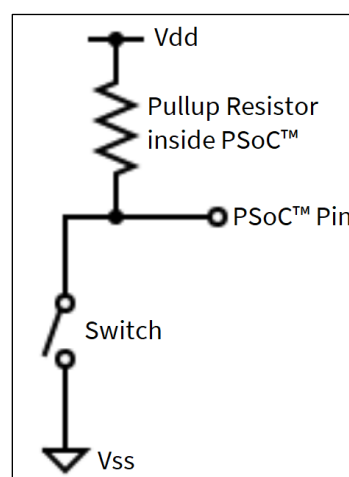 Vdd
Pullup Resistor
inside PSoC™
PSoC™ Pin
Switch
Vss